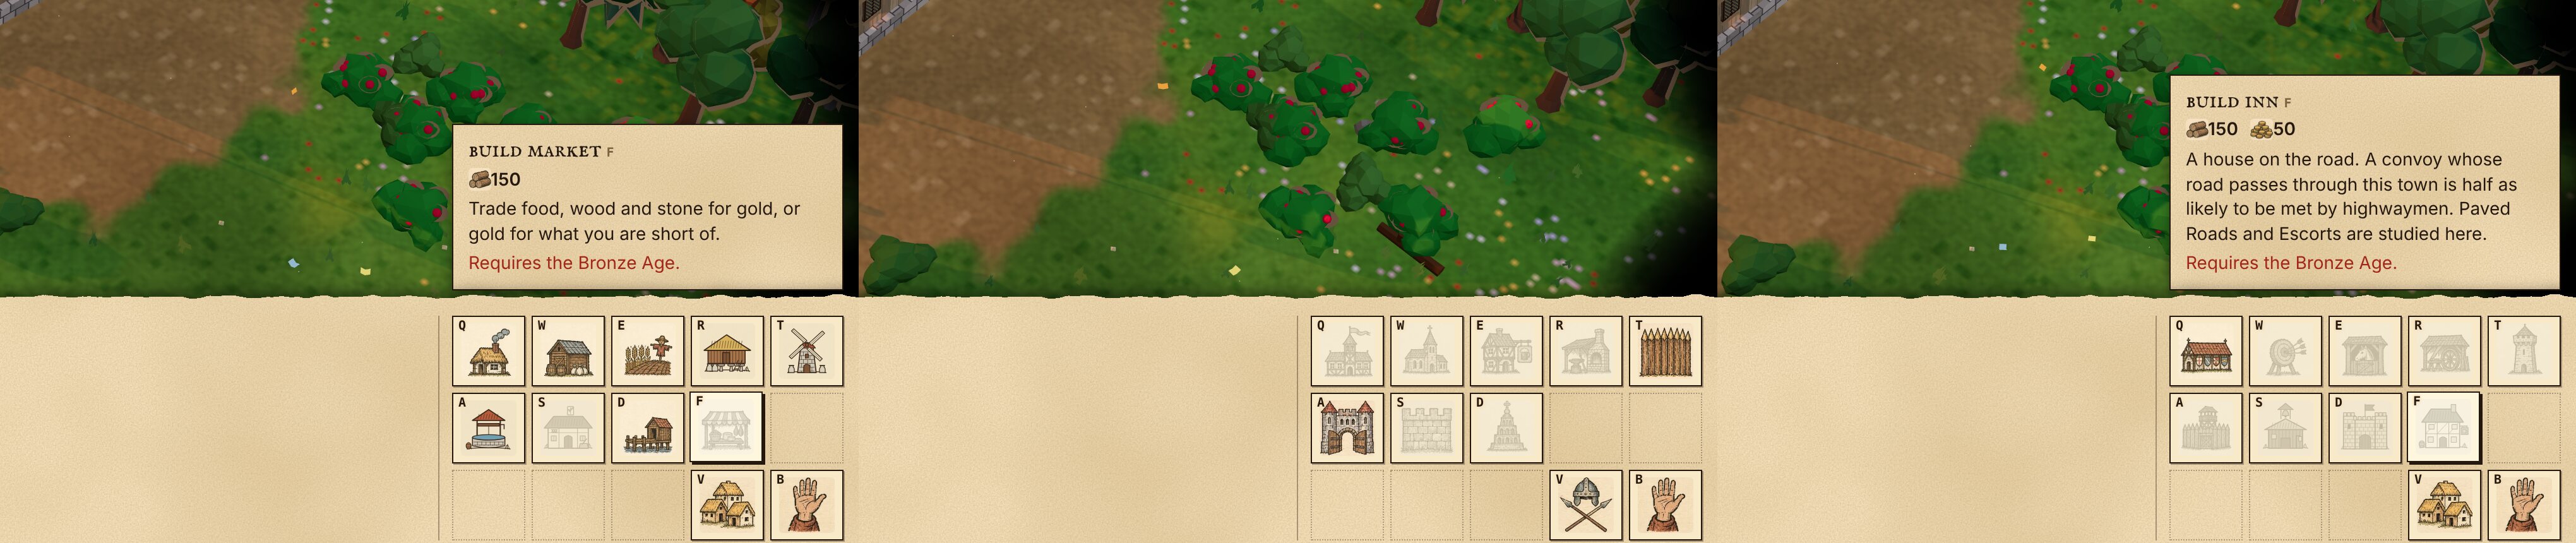 BUILD MARKET F
150
Trade food, wood and stone for gold, or
gold for what you are short of.
Requires the Bronze Age.
Q W E R T
A S D F
V B
Q W E R T
A S D
V B
BUILD INN F
150 50
A house on the road. A convoy whose
road passes through this town is half as
likely to be met by highwaymen. Paved
Roads and Escorts are studied here.
Requires the Bronze Age.
Q W E R T
A S D F
V B